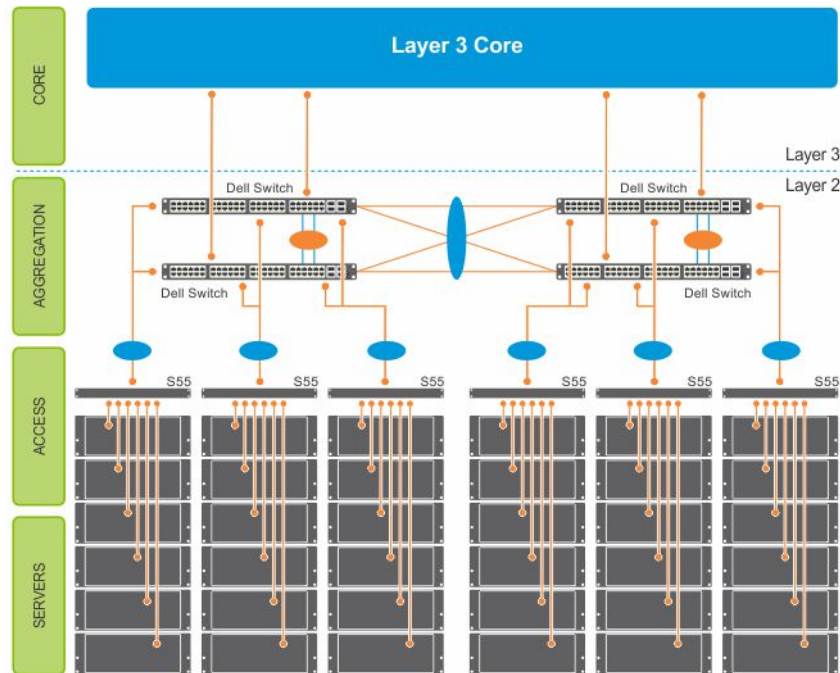 CORE
Layer 3 Core
Layer 3
Layer 2
AGGREGATION
Dell Switch
Dell Switch
Dell Switch
Dell Switch
ACCESS
S55
S55
S55
S55
S55
S55
SERVERS